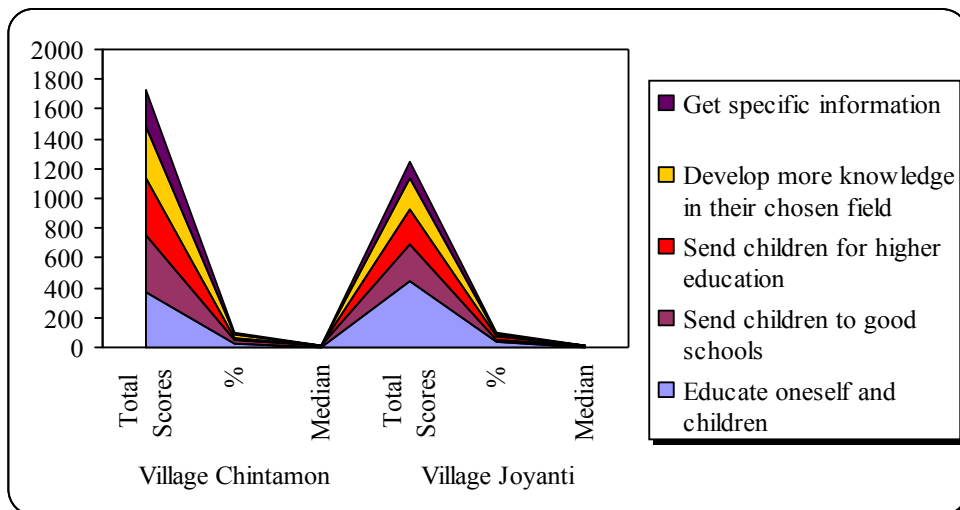 2000
1800
1600
1400
1200
1000
800
600
400
200
0
Total
Scores
%
Median
Total
Scores
%
Median
Village Chintamon
Village Joyanti
Get specific information
Develop more knowledge
in their chosen field
Send children for higher
education
Send children to good
schools
Educate oneself and
children